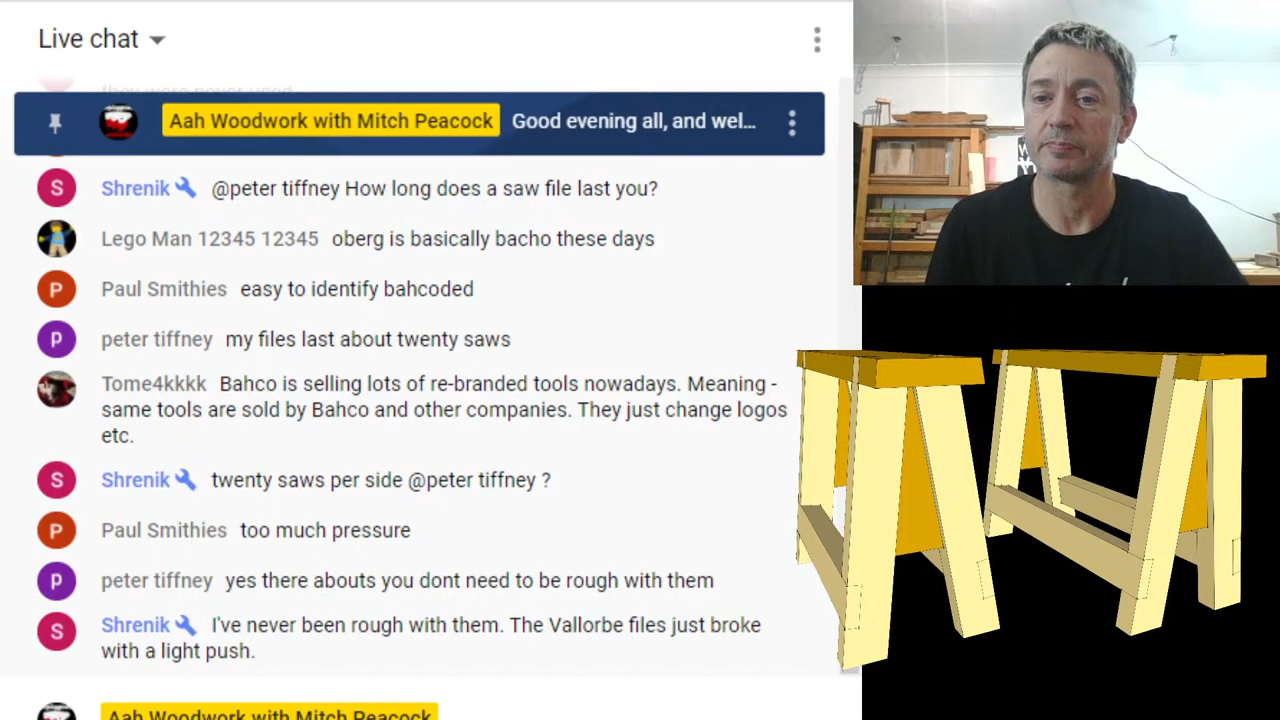 Live chat
they were never used
Aah Woodwork with Mitch Peacock Good evening all, and wel...
S Shrenik @peter tiffney How long does a saw file last you?
Lego Man 12345 12345 oberg is basically bacho these days
P Paul Smithies easy to identify bahcoded
p peter tiffney my files last about twenty saws
Tome4kkkk Bahco is selling lots of re-branded tools nowadays. Meaning -
same tools are sold by Bahco and other companies. They just change logos
etc.
S Shrenik twenty saws per side @peter tiffney ?
P Paul Smithies too much pressure
p peter tiffney yes there abouts you dont need to be rough with them
S Shrenik I've never been rough with them. The Vallorbe files just broke
with a light push.
Aah Woodwork with Mitch Peacock